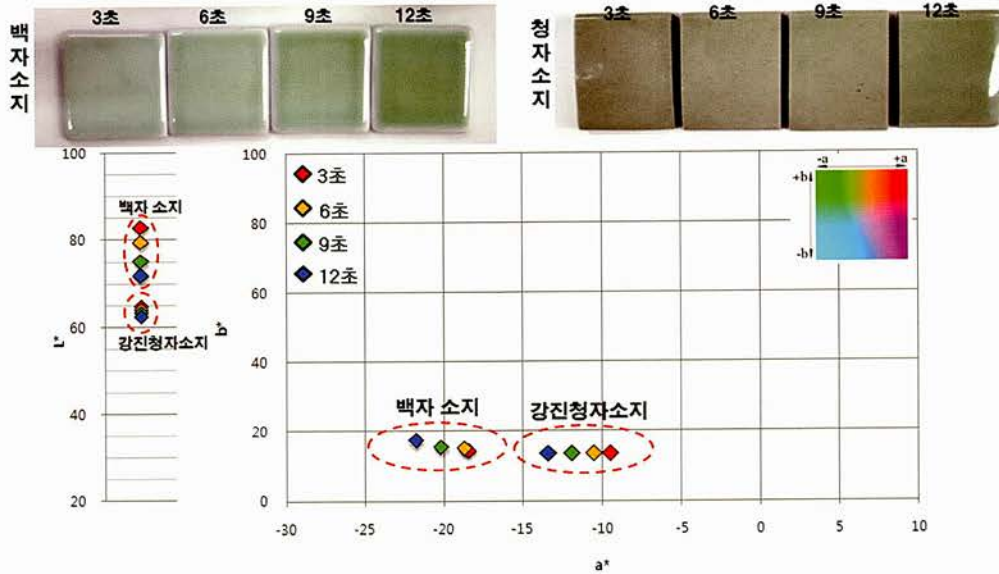 백자소지
3초 6초 9초 12초
청자소지
3초 6초 9초 12초
100
80
60
40
20
L*
백자 소지
강진청자소지
100
80
60
40
20
0
b*
3초
6초
9초
12초
-a +a
+b
-b
백자 소지
강진청자소지
-30 -25 -20 -15 -10 -5 0 5 10
a*